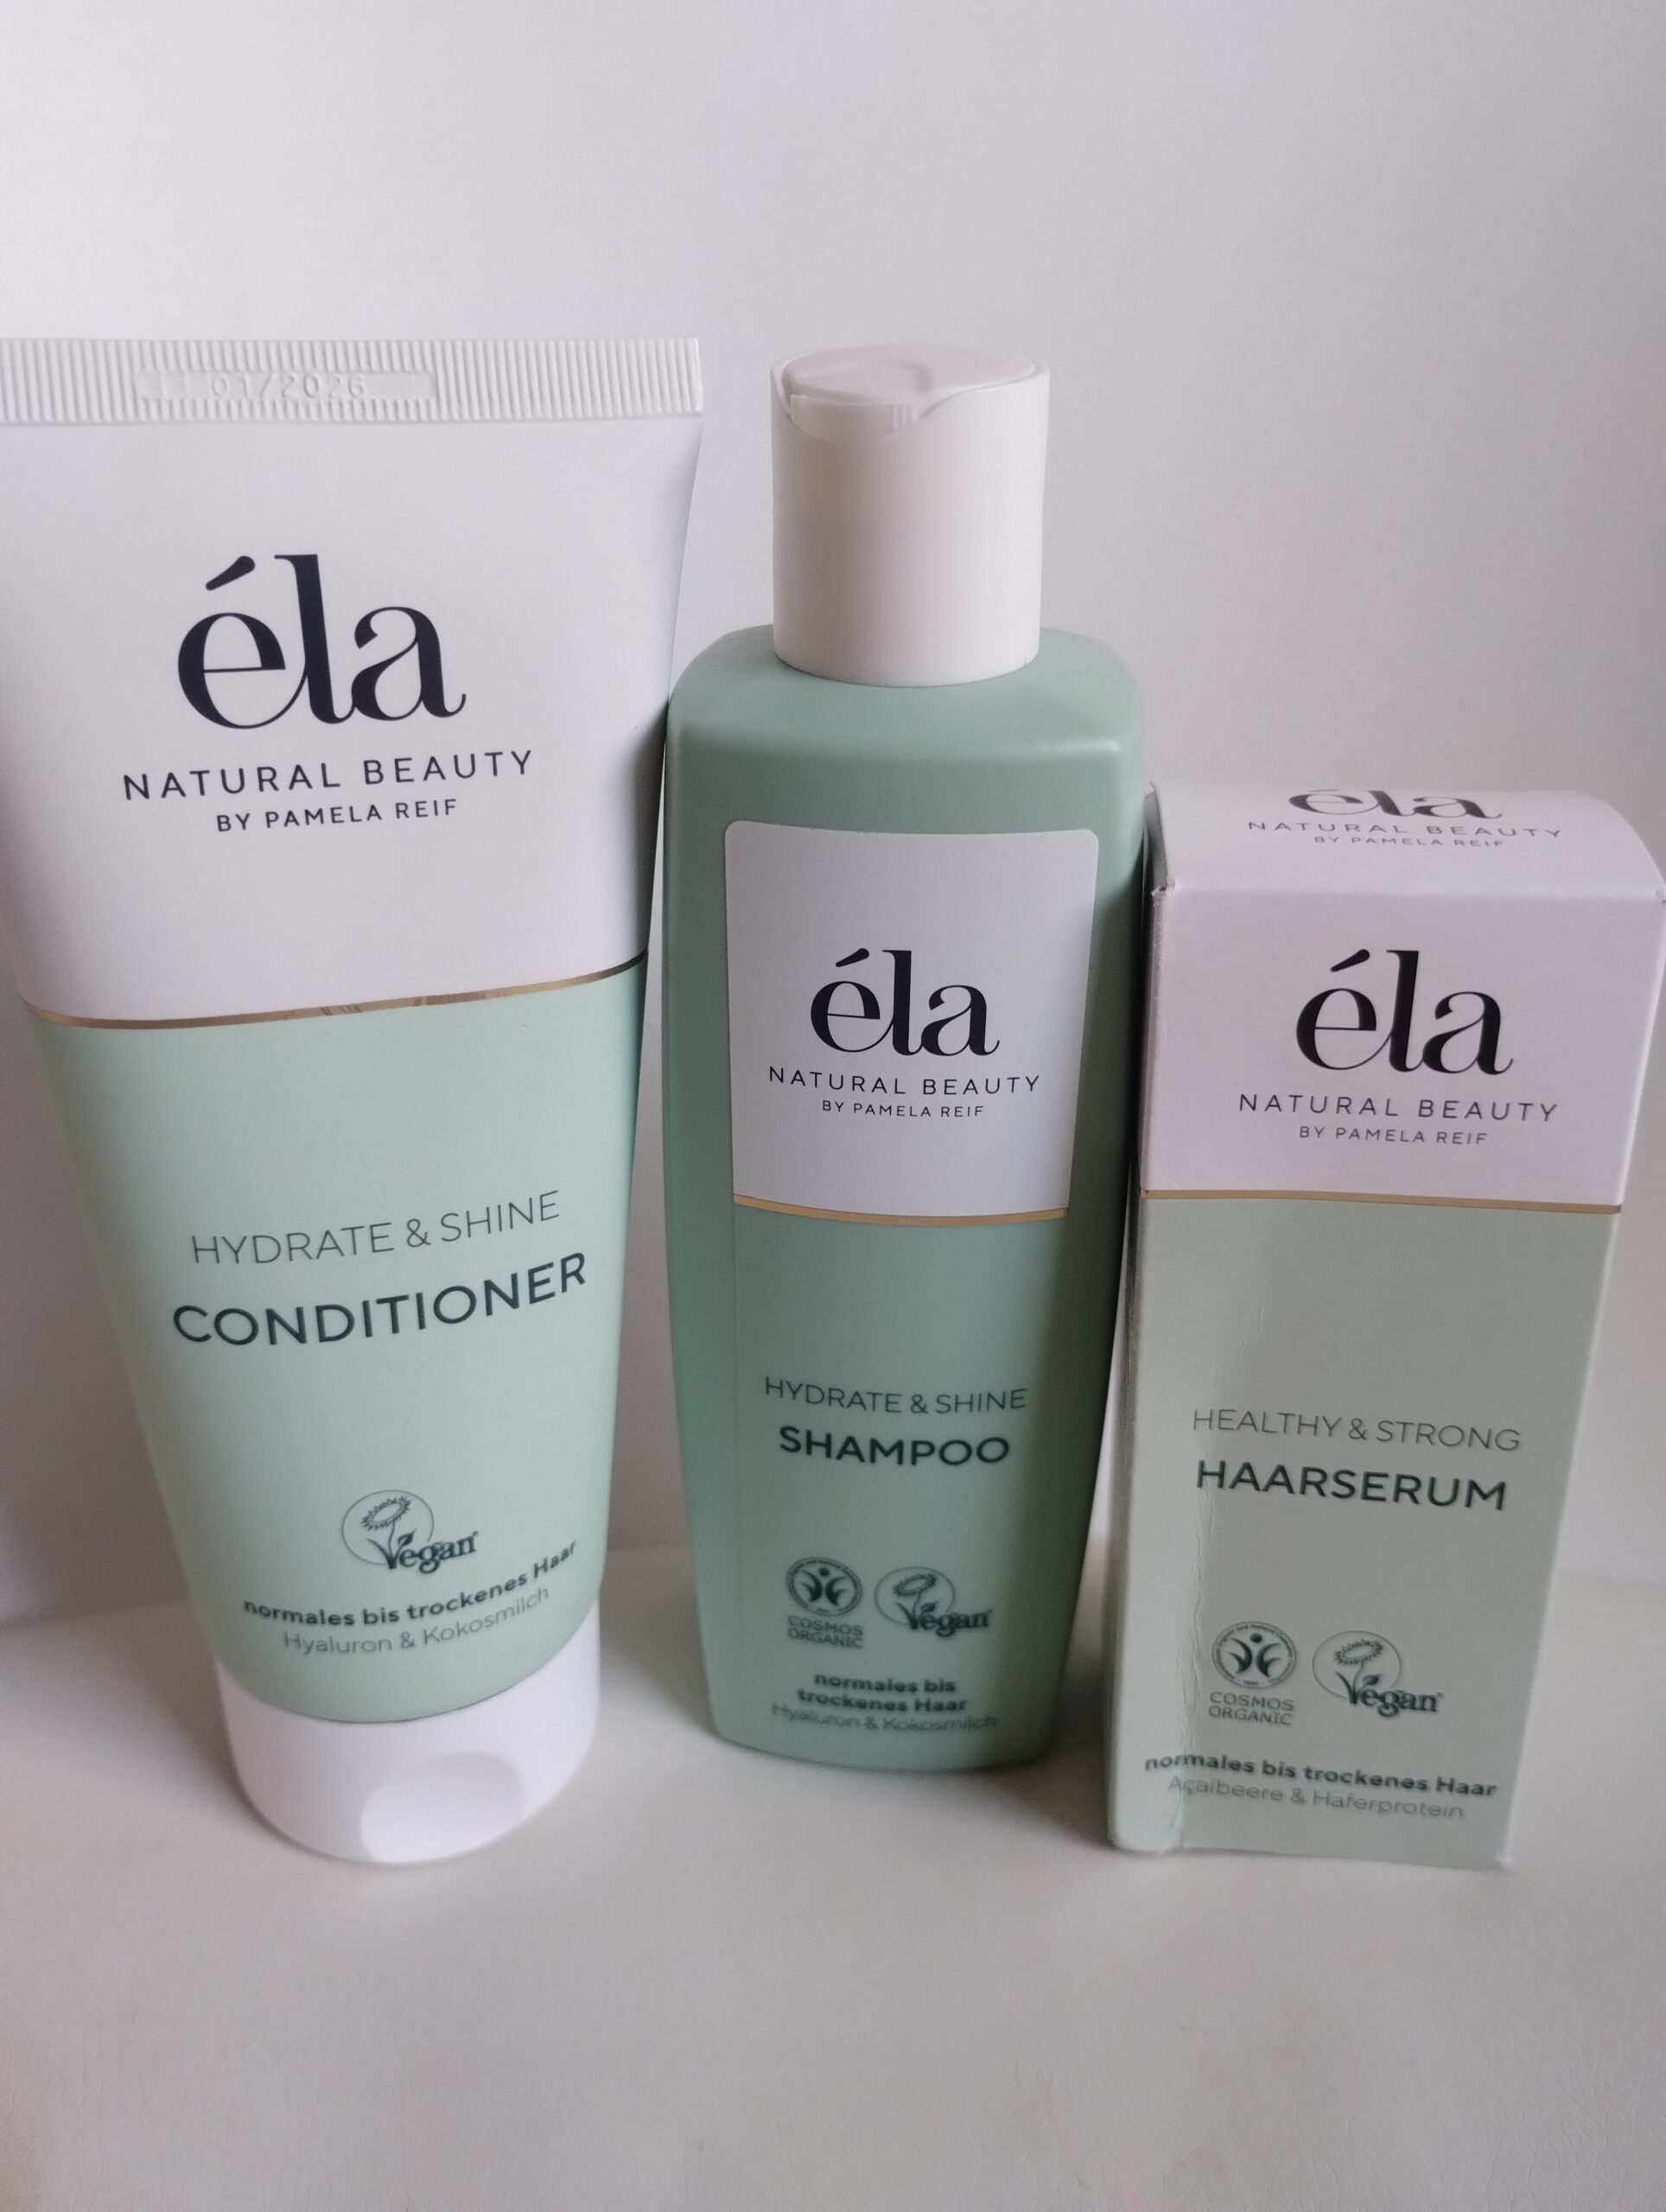 01/2026
éla
NATURAL BEAUTY
BY PAMELA REIF
HYDRATE & SHINE
CONDITIONER
Vegan
normales bis trockenes Haar
Hyaluron & Kokosmilch
éla
NATURAL BEAUTY
BY PAMELA REIF
HYDRATE & SHINE
SHAMPOO
COSMOS
ORGANIC
Vegan
normales bis
trockenes Haar
Hyaluron & Kokosmilch
éla
NATURAL BEAUTY
BY PAMELA REIF
éla
NATURAL BEAUTY
BY PAMELA REIF
HEALTHY & STRONG
HAARSERUM
COSMOS
ORGANIC
Vegan
normales bis trockenes Haar
Açaibeere & Haferprotein